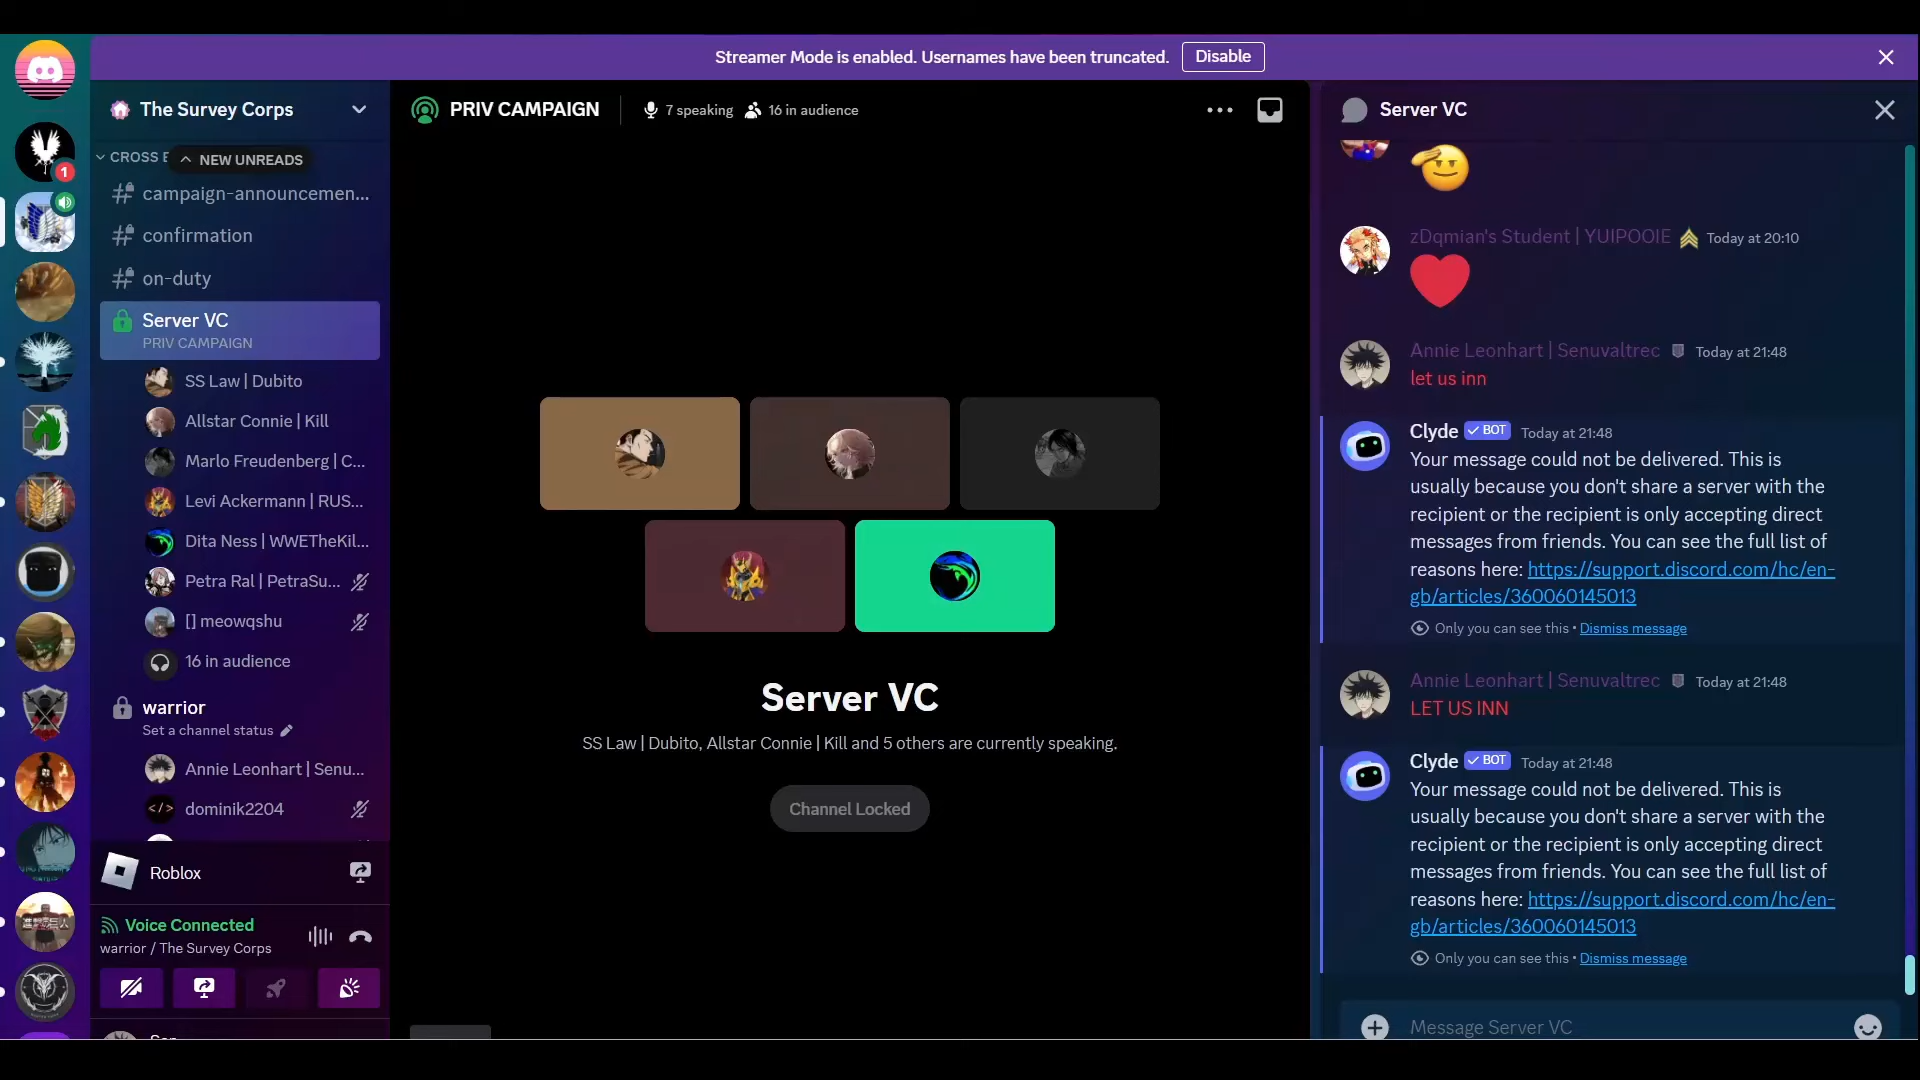 Streamer Mode is enabled. Usernames have been truncated.
Disable
1
The Survey Corps
CROSS
NEW UNREADS
campaign-announcemen...
confirmation
on-duty
Server VC
PRIV CAMPAIGN
SS Law | Dubito
Allstar Connie | Kill
Marlo Freudenberg | C...
Levi Ackermann | RUS...
Dita Ness | WWETheKil...
Petra Ral | PetraSu...
[] meowqshu
16 in audience
warrior
Set a channel status
Annie Leonhart | Senu...
dominik2204
Roblox
Voice Connected
warrior / The Survey Corps
PRIV CAMPAIGN
7 speaking
16 in audience
Server VC
SS Law | Dubito, Allstar Connie | Kill and 5 others are currently speaking.
Channel Locked
Server VC
zDqmian's Student | YUIPOOIE Today at 20:10
Annie Leonhart | Senuvaltrec Today at 21:48
let us inn
Clyde BOT Today at 21:48
Your message could not be delivered. This is
usually because you don't share a server with the
recipient or the recipient is only accepting direct
messages from friends. You can see the full list of
reasons here: https://support.discord.com/hc/en-
gb/articles/360060145013
Only you can see this • Dismiss message
Annie Leonhart | Senuvaltrec Today at 21:48
LET US INN
Clyde BOT Today at 21:48
Your message could not be delivered. This is
usually because you don't share a server with the
recipient or the recipient is only accepting direct
messages from friends. You can see the full list of
reasons here: https://support.discord.com/hc/en-
gb/articles/360060145013
Only you can see this • Dismiss message
Message Server VC